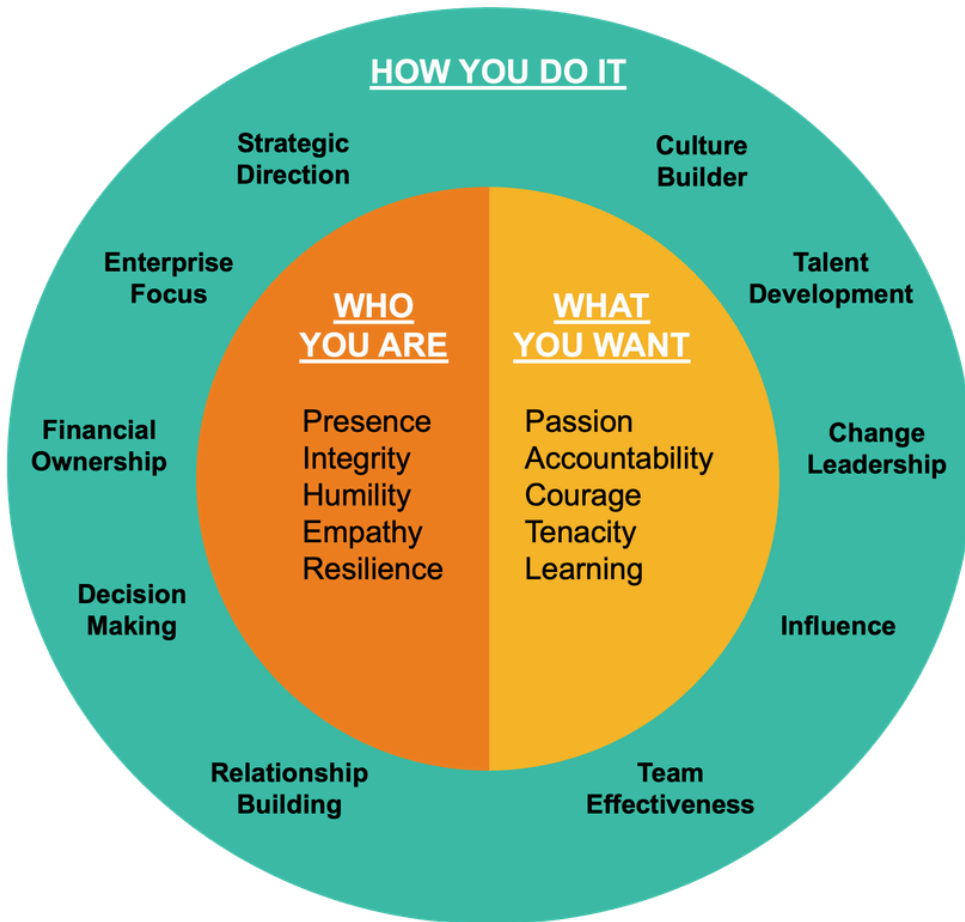 HOW YOU DO IT
Strategic
Direction
Culture
Builder
Enterprise
Focus
Talent
Development
WHO
YOU ARE
WHAT
YOU WANT
Presence
Integrity
Humility
Empathy
Resilience
Passion
Accountability
Courage
Tenacity
Learning
Financial
Ownership
Change
Leadership
Decision
Making
Influence
Relationship
Building
Team
Effectiveness